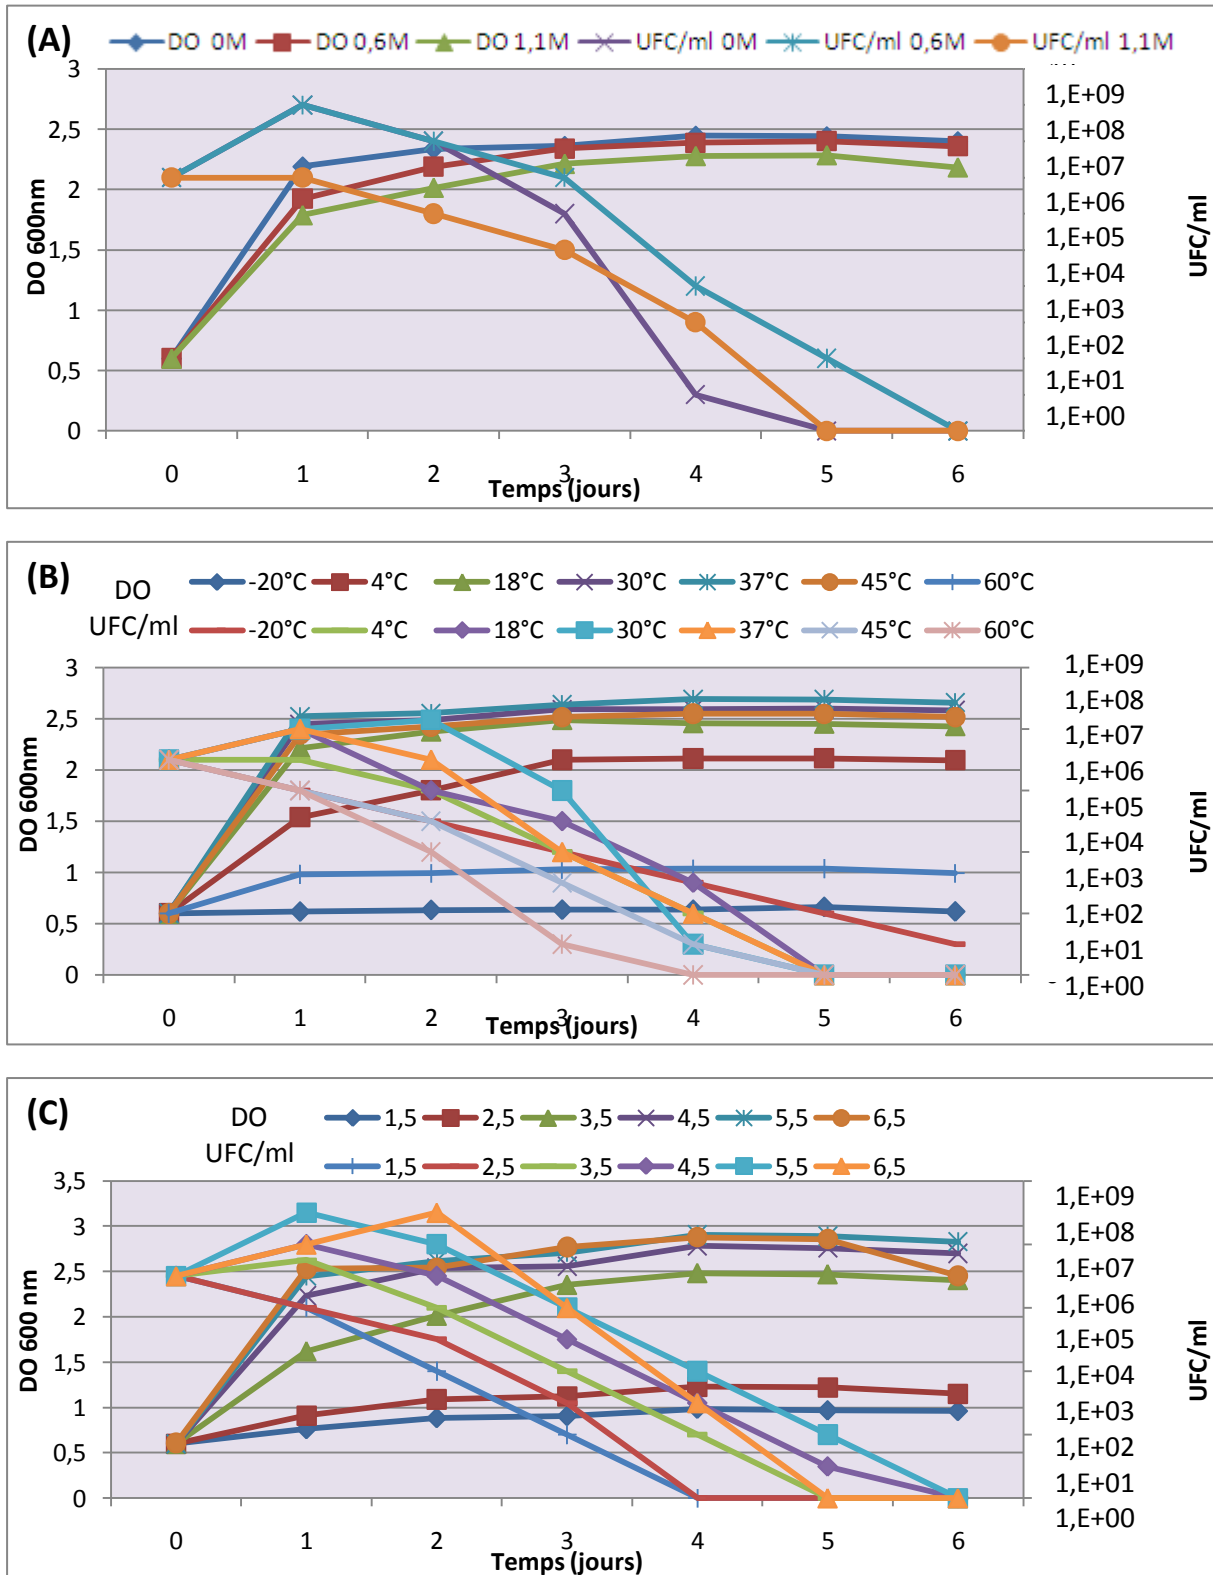 (A)
DO 0M DO 0,6M DO 1,1M UFC/ml 0M UFC/ml 0,6M UFC/ml 1,1M
3
2,5
2
1,5
1
0,5
0
DO 600nm
1,E+09
1,E+08
1,E+07
1,E+06
1,E+05
1,E+04
1,E+03
1,E+02
1,E+01
1,E+00
UFC/ml
0 1 2 3 4 5 6
Temps (jours)
(B)
DO -20°C 4°C 18°C 30°C 37°C 45°C 60°C
UFC/ml -20°C 4°C 18°C 30°C 37°C 45°C 60°C
3
2,5
2
1,5
1
0,5
0
DO 600nm
1,E+09
1,E+08
1,E+07
1,E+06
1,E+05
1,E+04
1,E+03
1,E+02
1,E+01
1,E+00
UFC/ml
0 1 2 3 4 5 6
Temps (jours)
(C)
DO 1,5 2,5 3,5 4,5 5,5 6,5
UFC/ml 1,5 2,5 3,5 4,5 5,5 6,5
3,5
3
2,5
2
1,5
1
0,5
0
DO 600 nm
1,E+09
1,E+08
1,E+07
1,E+06
1,E+05
1,E+04
1,E+03
1,E+02
1,E+01
1,E+00
UFC/ml
0 1 2 3 4 5 6
Temps (jours)